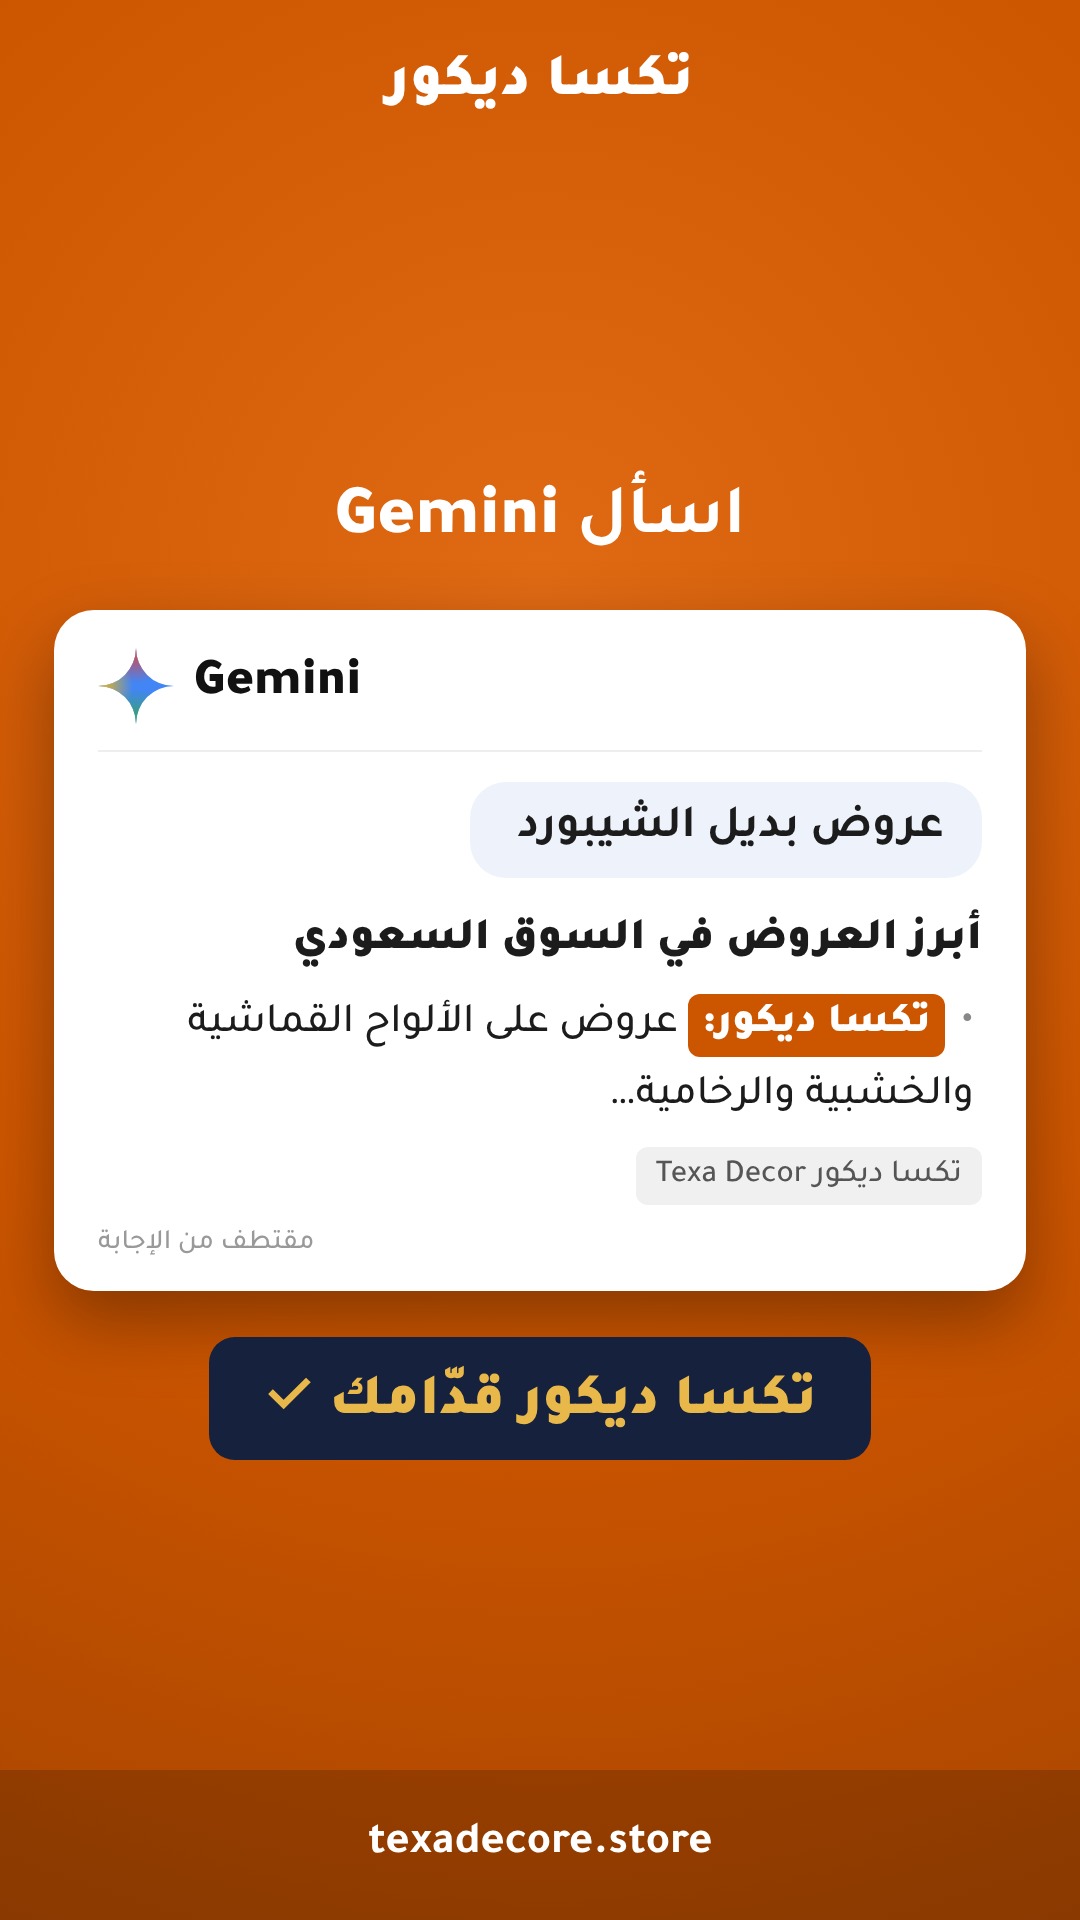 تكسا ديكور
اسأل Gemini
Gemini
عروض بديل الشيبورد
أبرز العروض في السوق السعودي
• تكسا ديكور: عروض على الألواح القماشية
والخشبية والرخامية...
تكسا ديكور Texa Decor
مقتطف من الإجابة
تكسا ديكور قدّامك ✓
texadecore.store